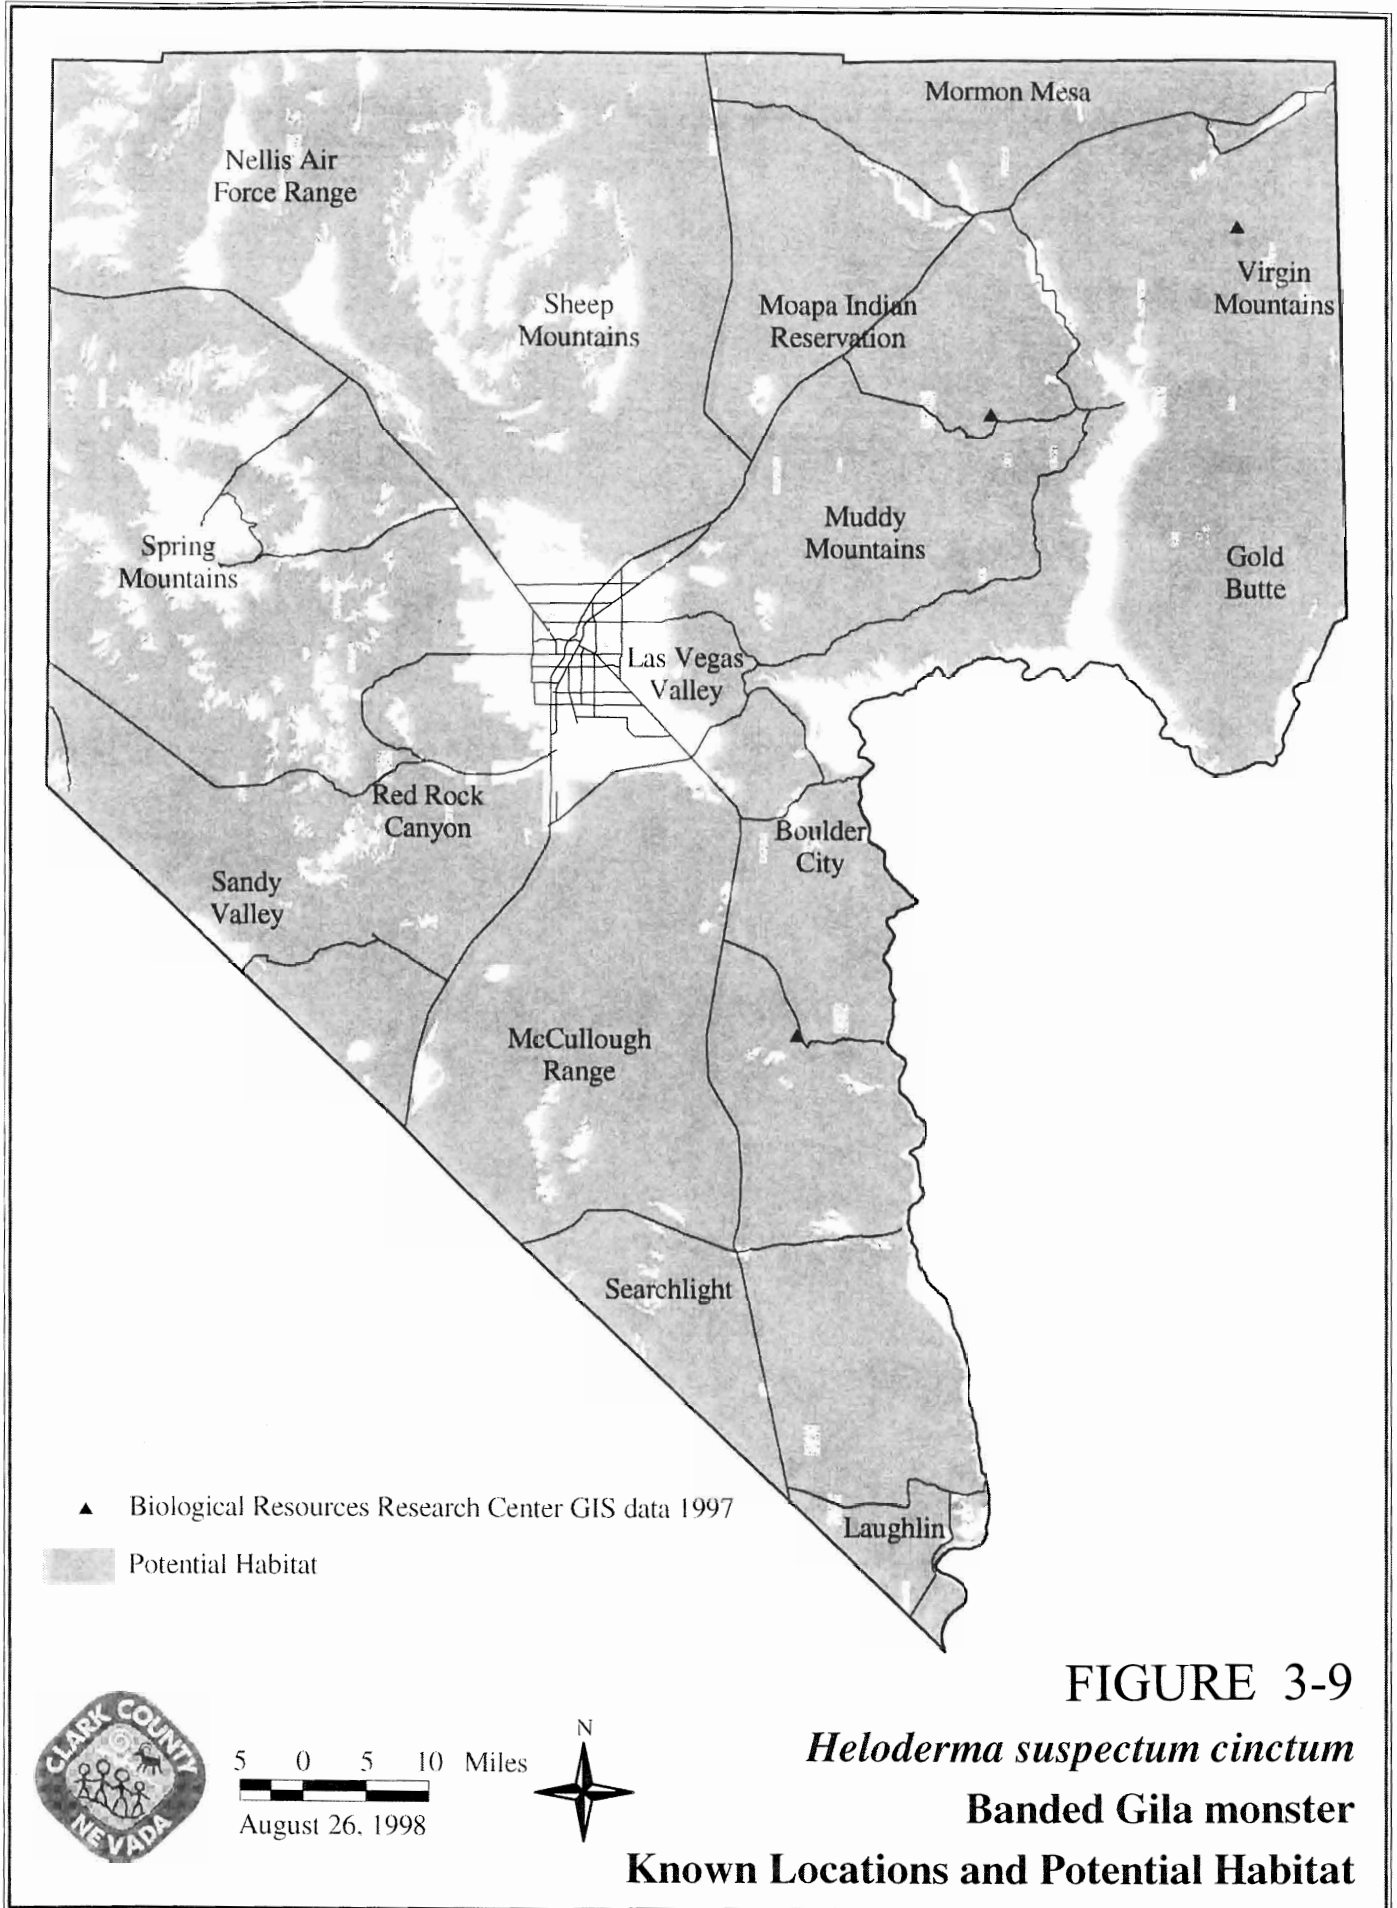 Mormon Mesa
Nellis Air
Force Range
Virgin
Mountains
Sheep
Mountains
Moapa Indian
Reservation
Muddy
Mountains
Spring
Mountains
Gold
Butte
Las Vegas
Valley
Red Rock
Canyon
Boulder
City
Sandy
Valley
McCullough
Range
Searchlight
Laughlin
Biological Resources Research Center GIS data 1997
Potential Habitat
CLARK COUNTY
NEVADA
5 0 5 10 Miles
August 26, 1998
N
FIGURE 3-9
Heloderma suspectum cinctum
Banded Gila monster
Known Locations and Potential Habitat